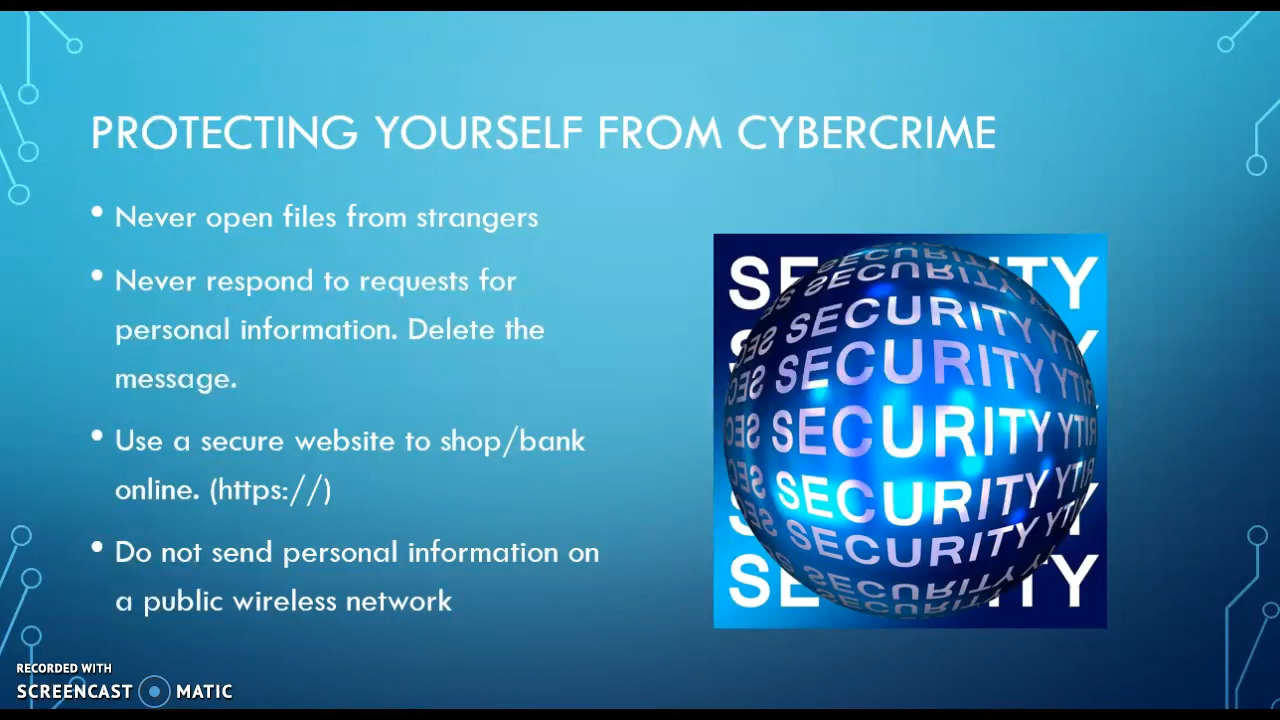 PROTECTING YOURSELF FROM CYBERCRIME
• Never open files from strangers
• Never respond to requests for
personal information. Delete the
message.
• Use a secure website to shop/bank
online. (https://)
• Do not send personal information on
a public wireless network
SECURITY
SECURITY
SECURITY
SECURITY
SECURITY
SECURITY
SECURITY
RECORDED WITH
SCREENCAST MATIC